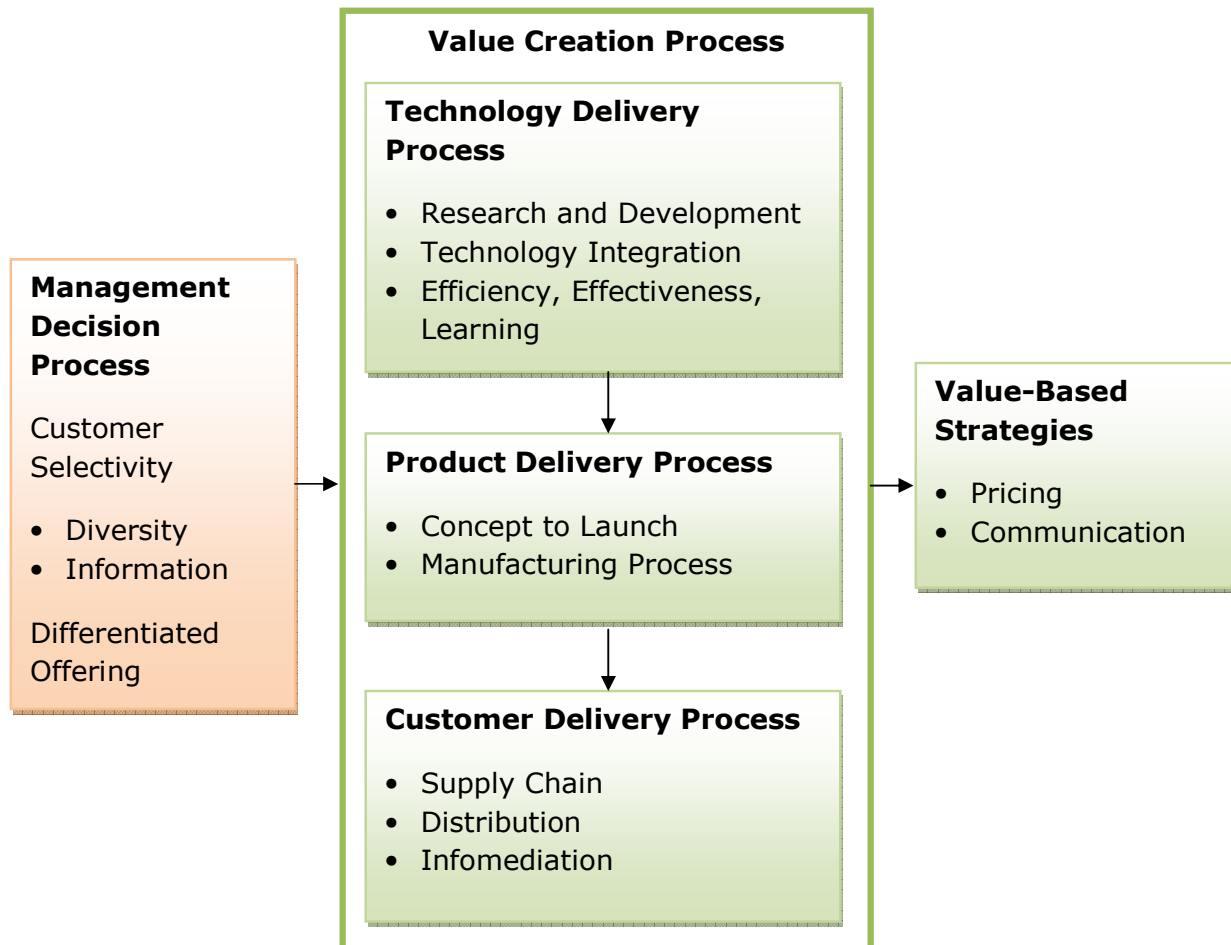 Value Creation Process
Technology Delivery
Process
• Research and Development
• Technology Integration
• Efficiency, Effectiveness,
Learning
Management
Decision
Process
Customer
Selectivity
• Diversity
• Information
Differentiated
Offering
Product Delivery Process
• Concept to Launch
• Manufacturing Process
Customer Delivery Process
• Supply Chain
• Distribution
• Infomediation
Value-Based
Strategies
• Pricing
• Communication